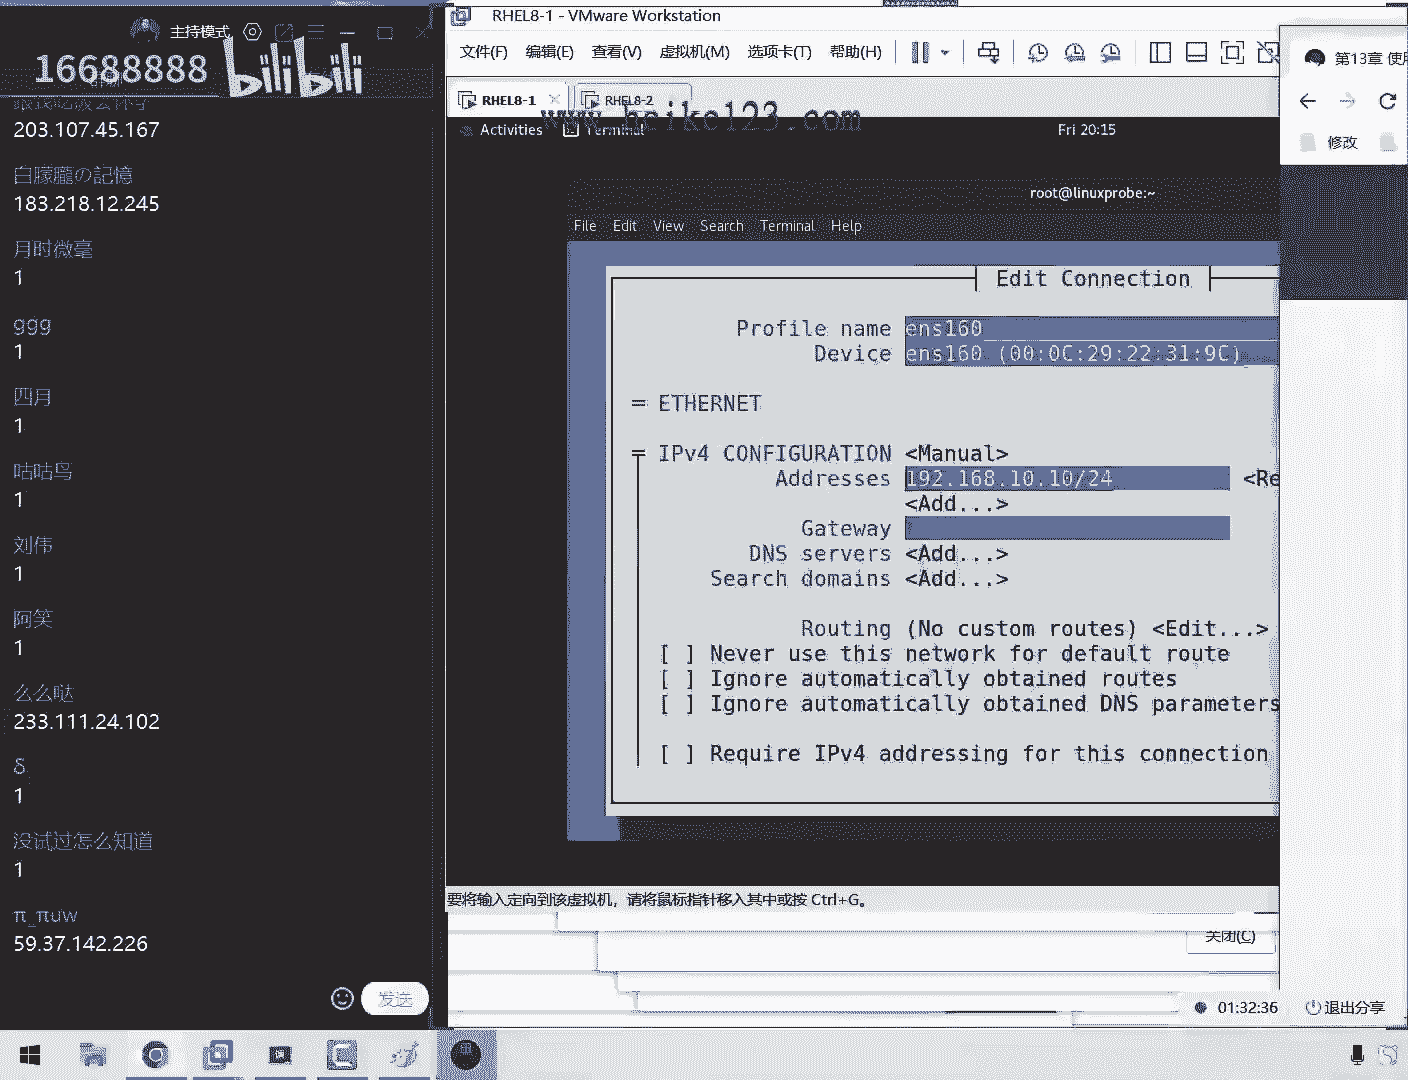 主持模式
16688888 bilibili
203.107.45.167
白朦朧の記憶
183.218.12.245
月时微毫
1
ggg
1
四月
1
咕咕鸟
1
刘伟
1
阿笑
1
么么哒
233.111.24.102
δ
1
没试过怎么知道
1
π_πuw
59.37.142.226
发送
RHEL8-1 - VMware Workstation
文件(F) 编辑(E) 查看(V) 虚拟机(M) 选项卡(T) 帮助(H)
RHEL8-1
RHEL8-2
Activities
Terminal
Fri 20:15
root@linuxprobe:~
File Edit View Search Terminal Help
Edit Connection
Profile name ens160
Device ens160 (00:0C:29:22:31:9C)
= ETHERNET
= IPv4 CONFIGURATION <Manual>
Addresses 192.168.10.10/24 <Re
<Add...>
Gateway
DNS servers <Add...>
Search domains <Add...>
Routing (No custom routes) <Edit...>
[ ] Never use this network for default route
[ ] Ignore automatically obtained routes
[ ] Ignore automatically obtained DNS parameters
[ ] Require IPv4 addressing for this connection
要将输入定向到该虚拟机，请将鼠标指针移入其中或按 Ctrl+G。
关闭(C)
01:32:36 退出分享
第13章 使
修改